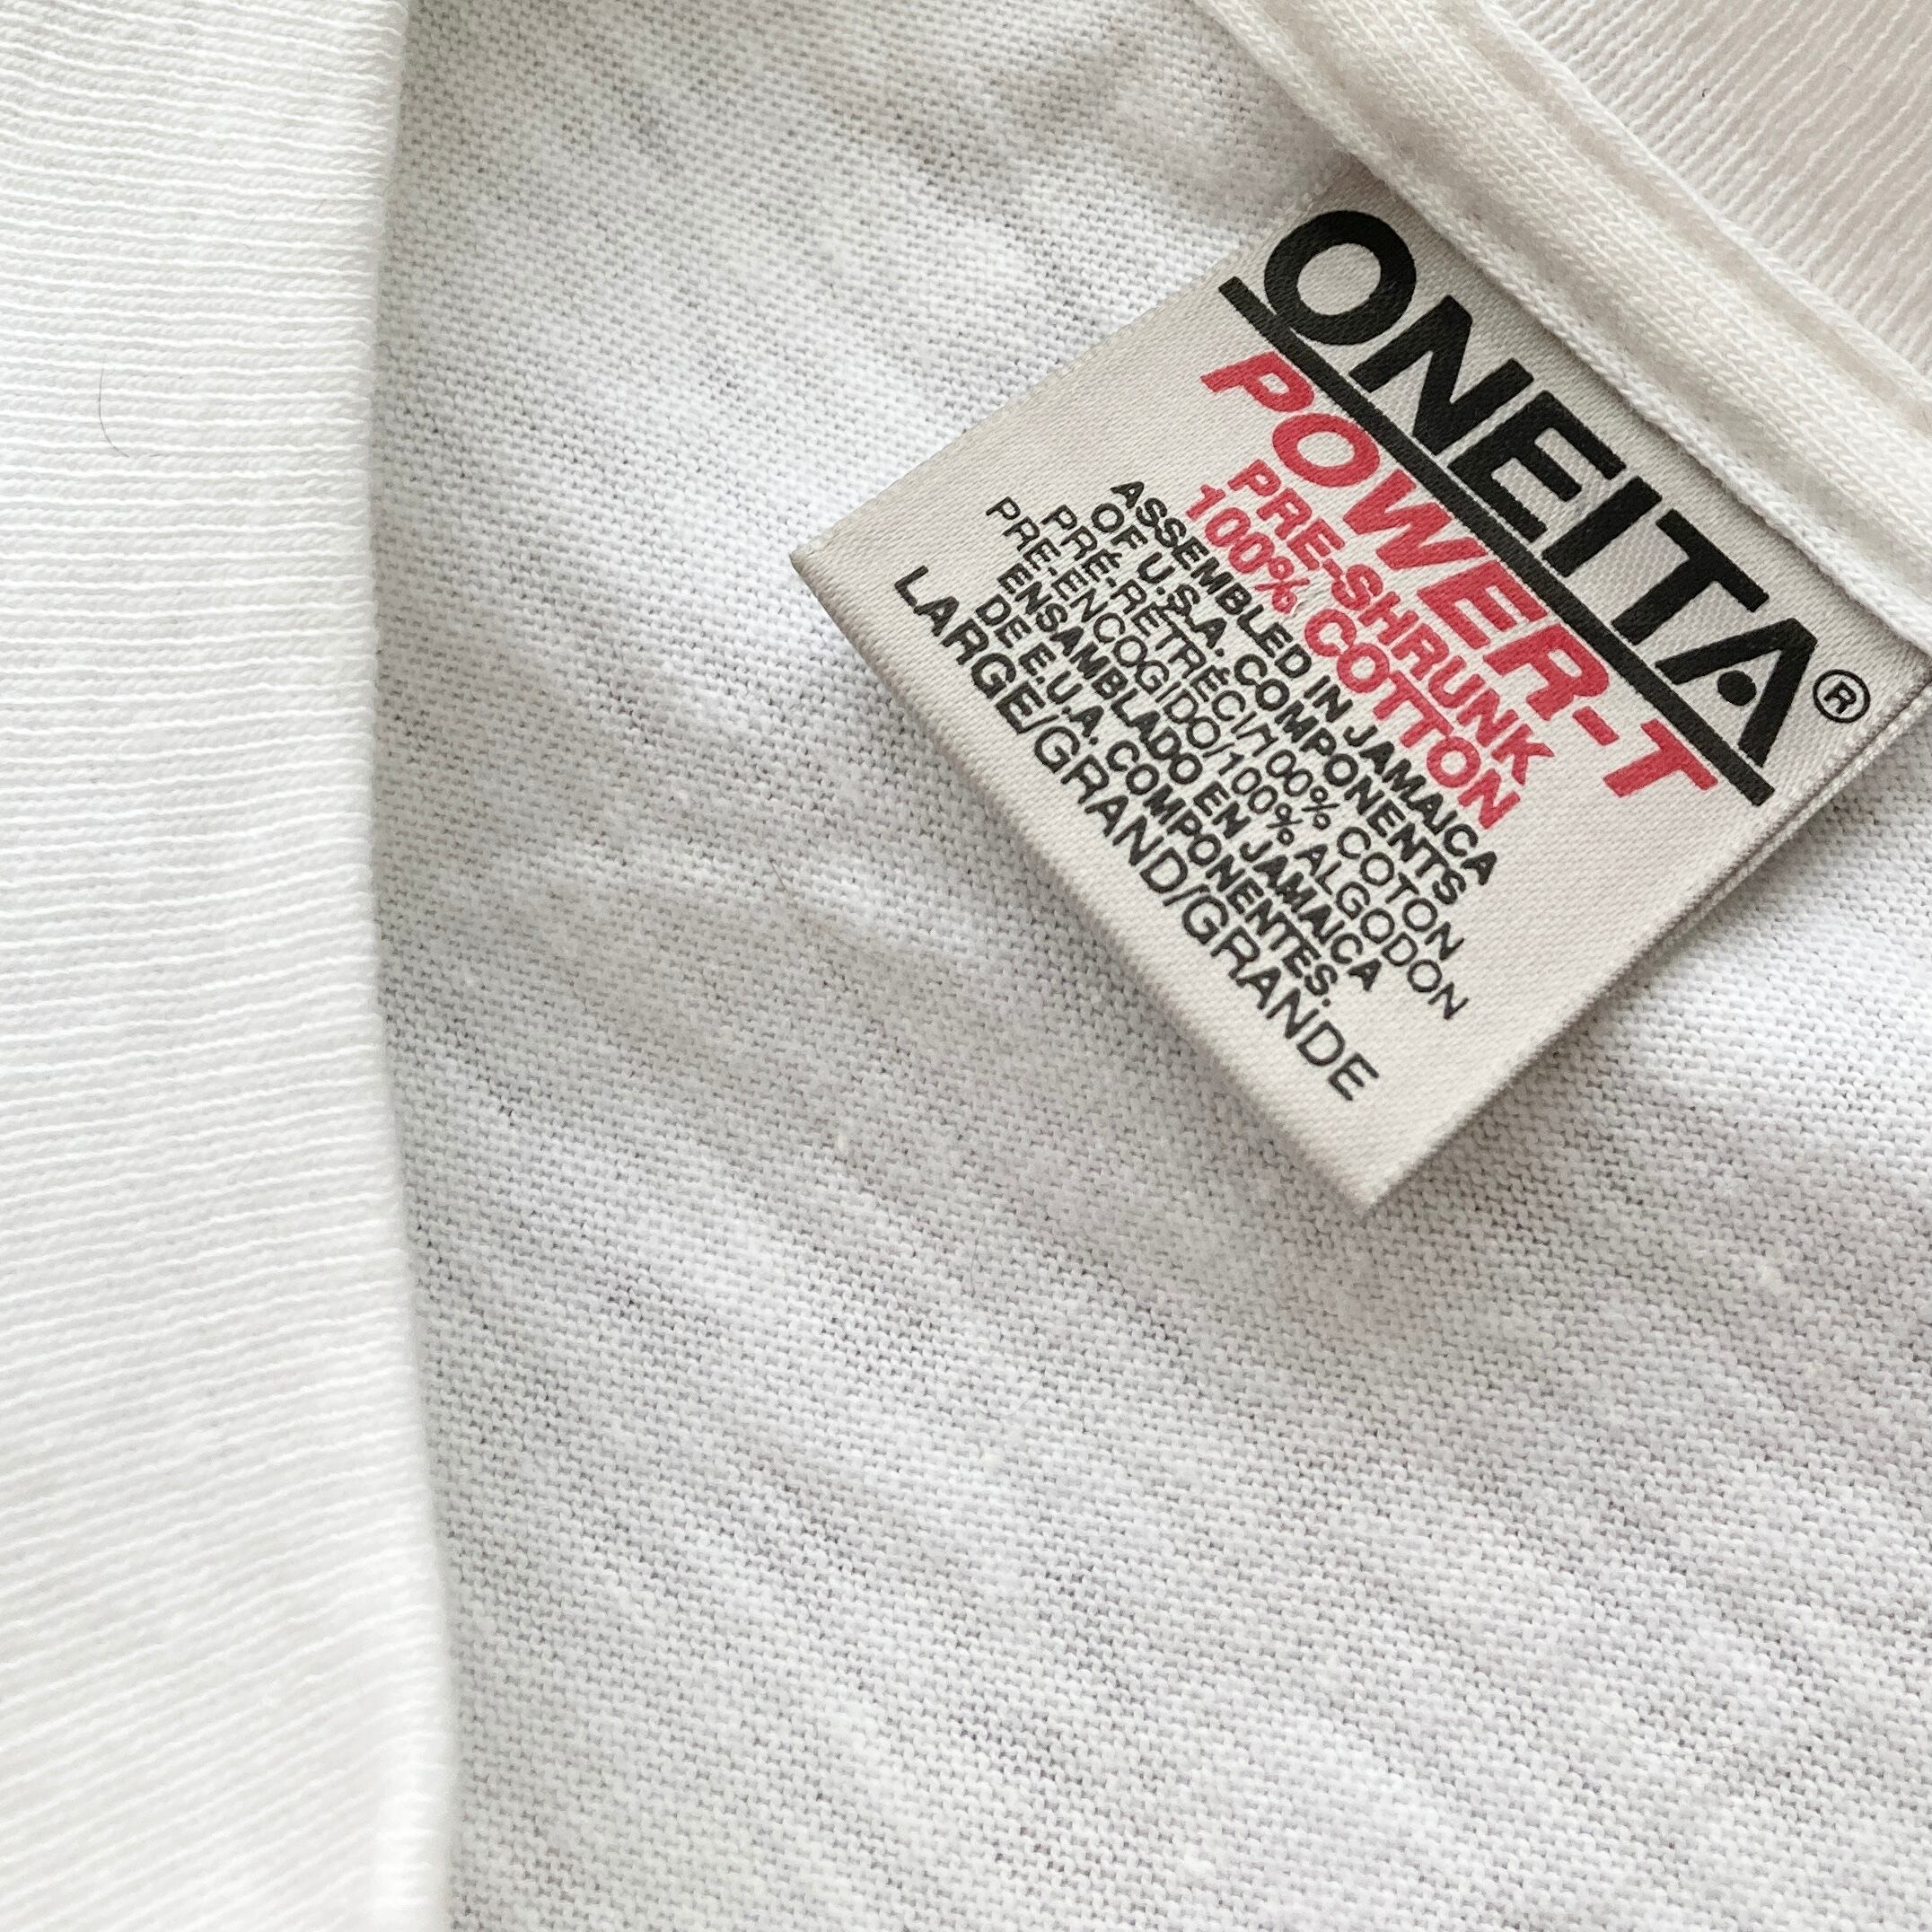 ONEITA®
POWER-T
PRE-SHRUNK
100% COTTON
ASSEMBLED IN JAMAICA
OF U.S.A. COMPONENTS
PRÉ-RÉTRÉCI/100% COTON
PRE-ENCOGIDO/100% ALGODON
ENSAMBLADO EN JAMAICA
DE E.U.A. COMPONENTES.
LARGE/GRAND/GRANDE